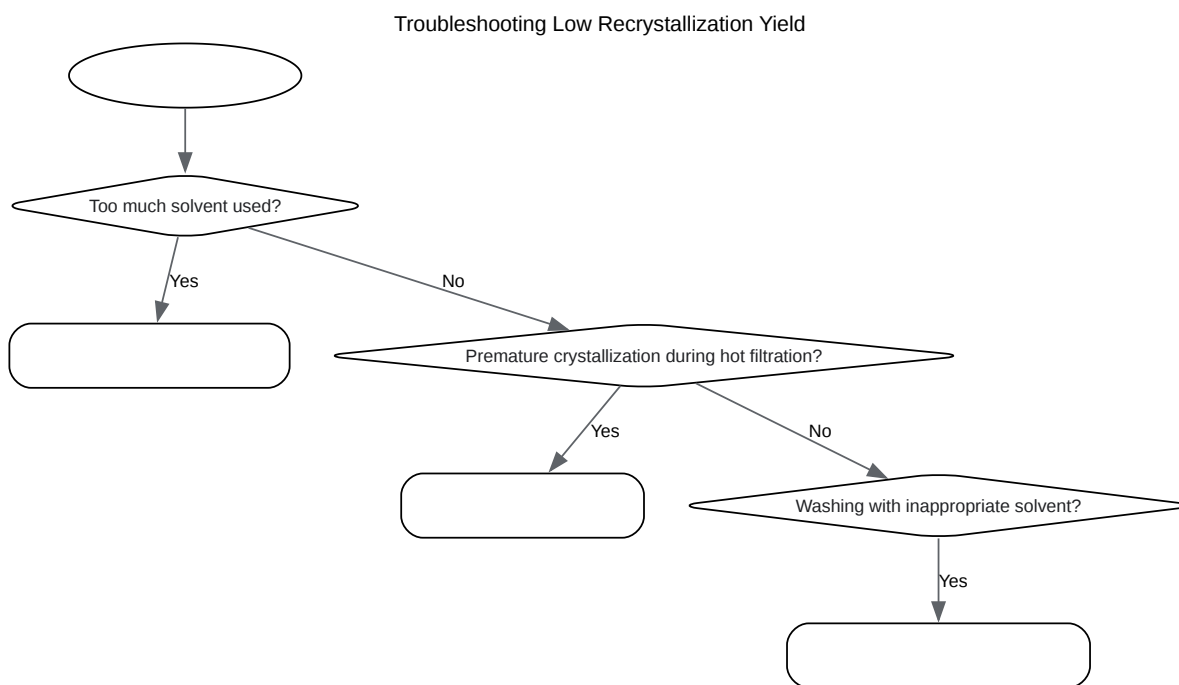 Troubleshooting Low Recrystallization Yield
Too much solvent used?
Yes
No
Premature crystallization during hot filtration?
Yes
No
Washing with inappropriate solvent?
Yes